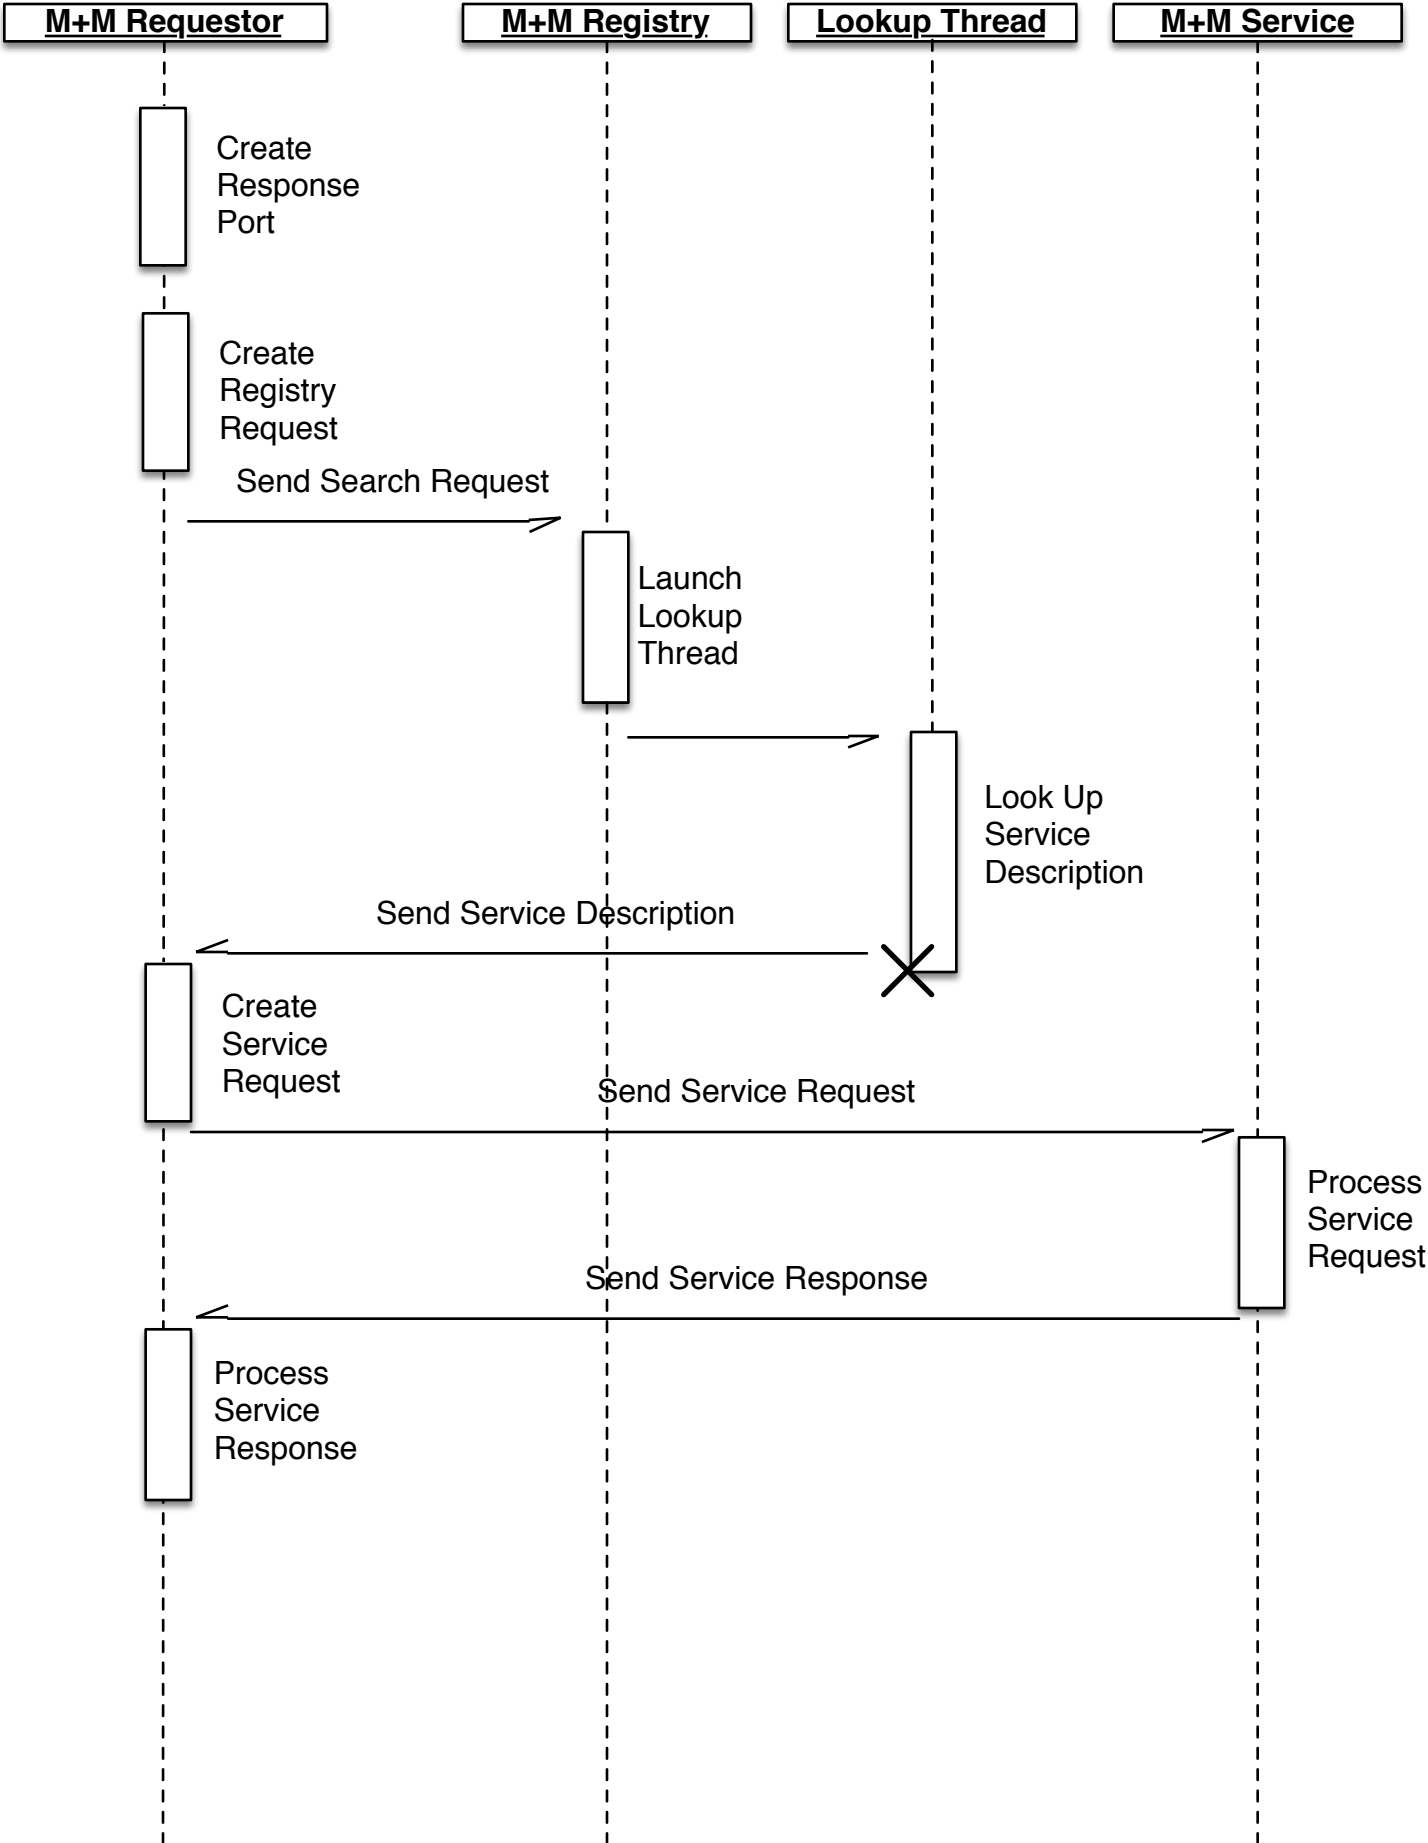 M+M Requestor
M+M Registry
Lookup Thread
M+M Service
Create
Response
Port
Create
Registry
Request
Send Search Request
Launch
Lookup
Thread
Look Up
Service
Description
Send Service Description
Create
Service
Request
Send Service Request
Process
Service
Request
Send Service Response
Process
Service
Response